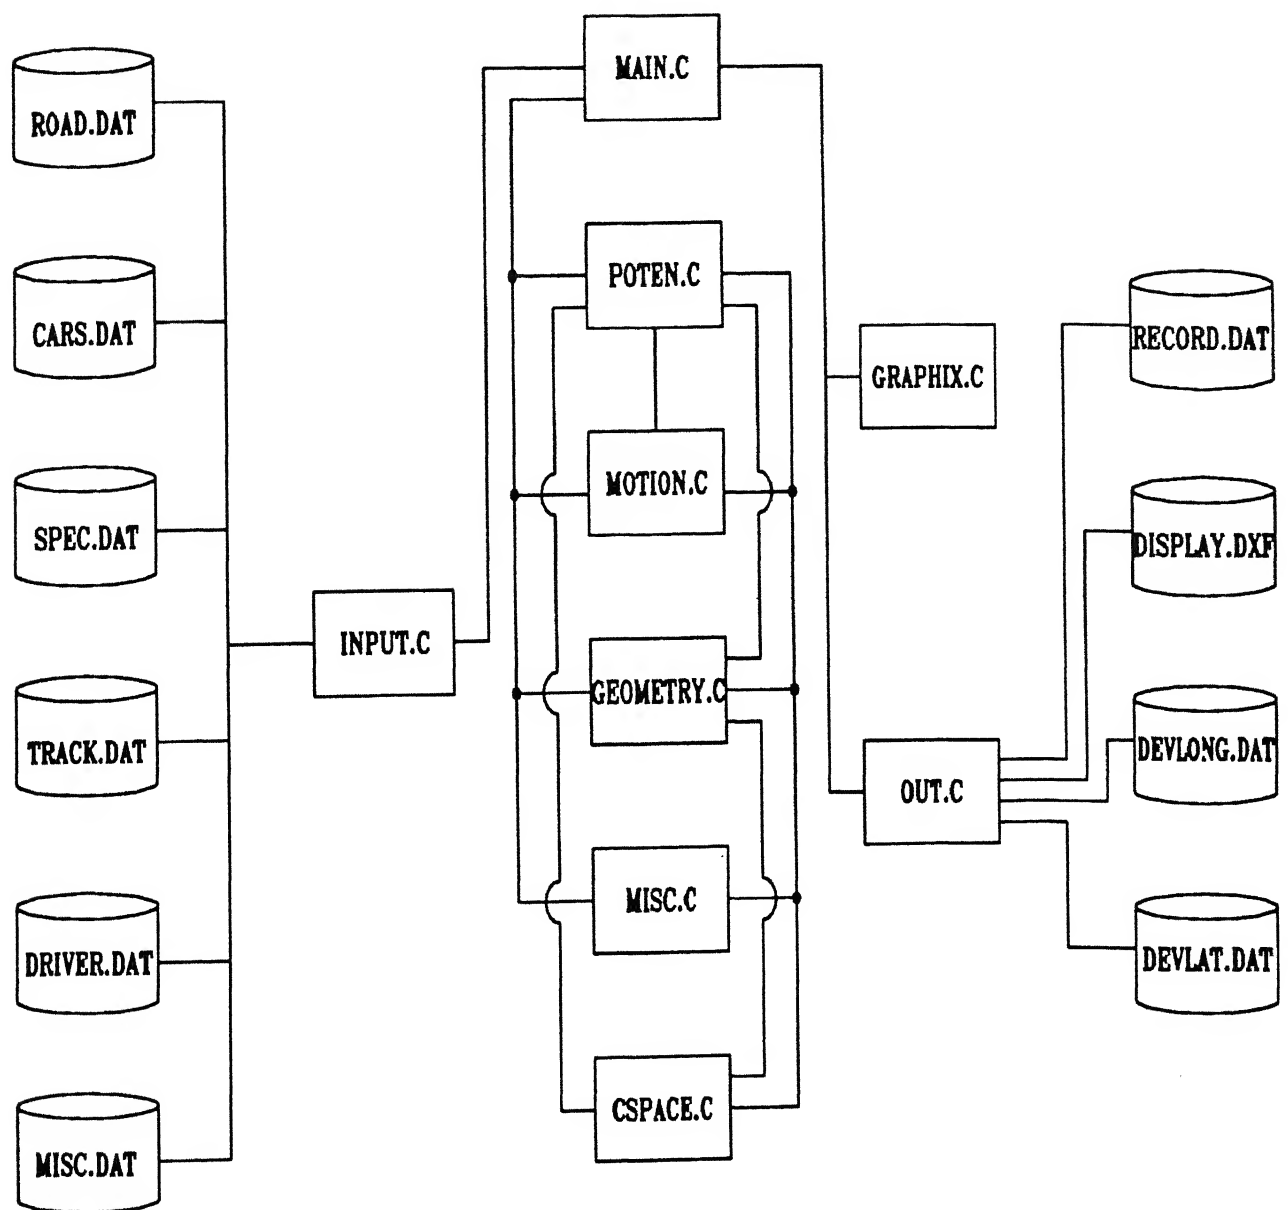 ROAD.DAT
CARS.DAT
SPEC.DAT
TRACK.DAT
DRIVER.DAT
MISC.DAT
INPUT.C
MAIN.C
POTEN.C
MOTION.C
GEOMETRY.C
MISC.C
CSPACE.C
GRAPHIX.C
OUT.C
RECORD.DAT
DISPLAY.DXF
DEVLONG.DAT
DEVLAT.DAT